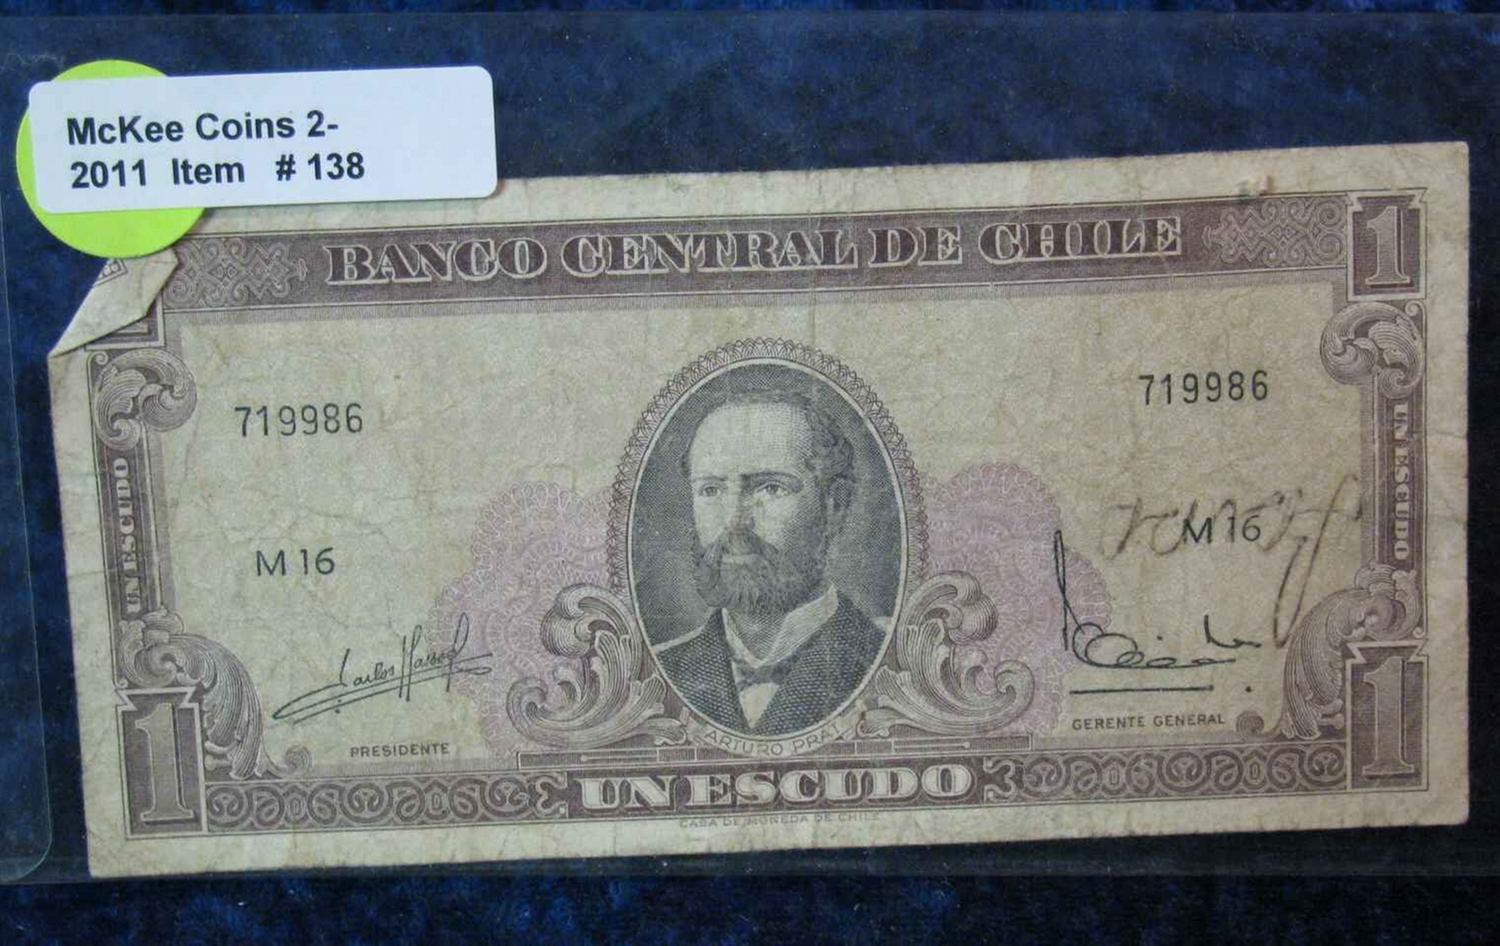 McKee Coins 2-
2011 Item # 138
BANCO CENTRAL DE CHILE
1
719986
719986
UN ESCUDO
UN ESCUDO
M 16
M 16
PRESIDENTE
GERENTE GENERAL
ARTURO PRAT
1
UN ESCUDO
1
CASA DE MONEDA DE CHILE